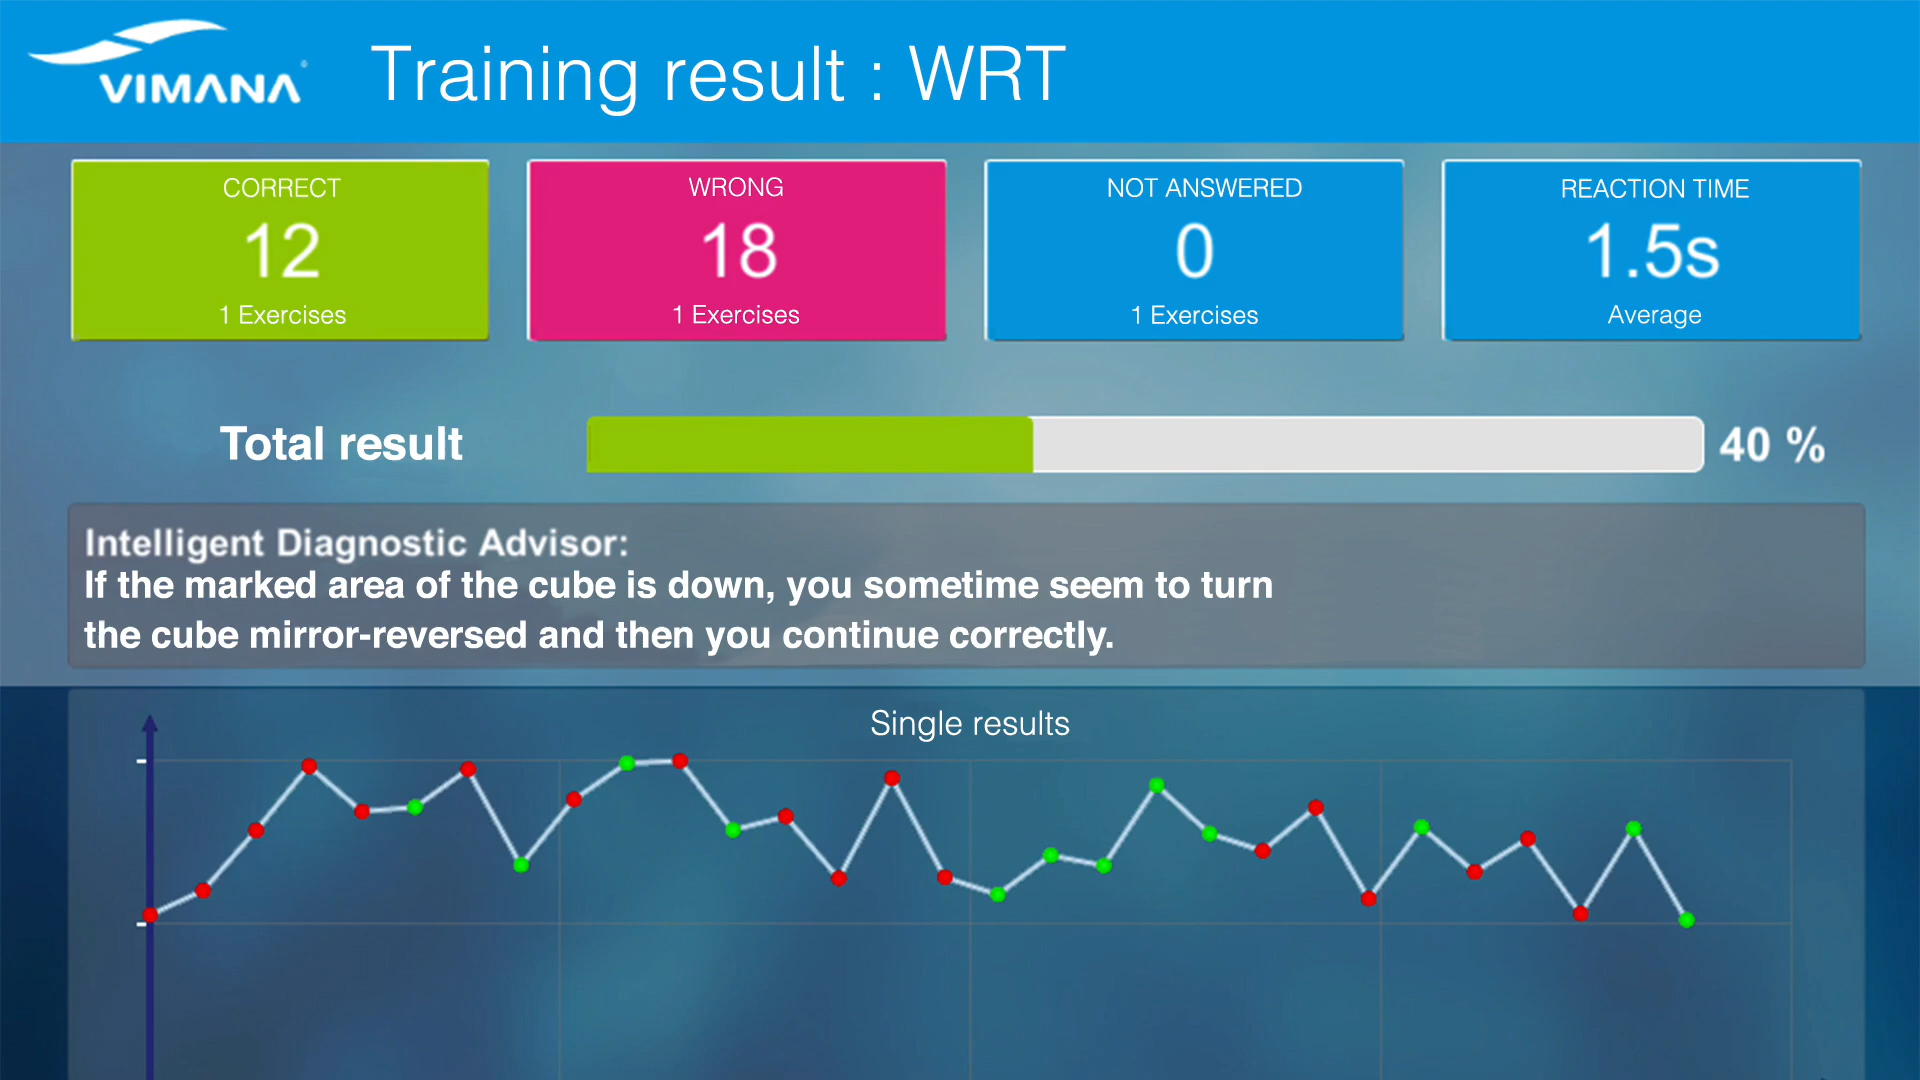 VIMANA
Training result : WRT
CORRECT
12
1 Exercises
WRONG
18
1 Exercises
NOT ANSWERED
0
1 Exercises
REACTION TIME
1.5s
Average
Total result
40 %
Intelligent Diagnostic Advisor:
If the marked area of the cube is down, you sometime seem to turn
the cube mirror-reversed and then you continue correctly.
Single results